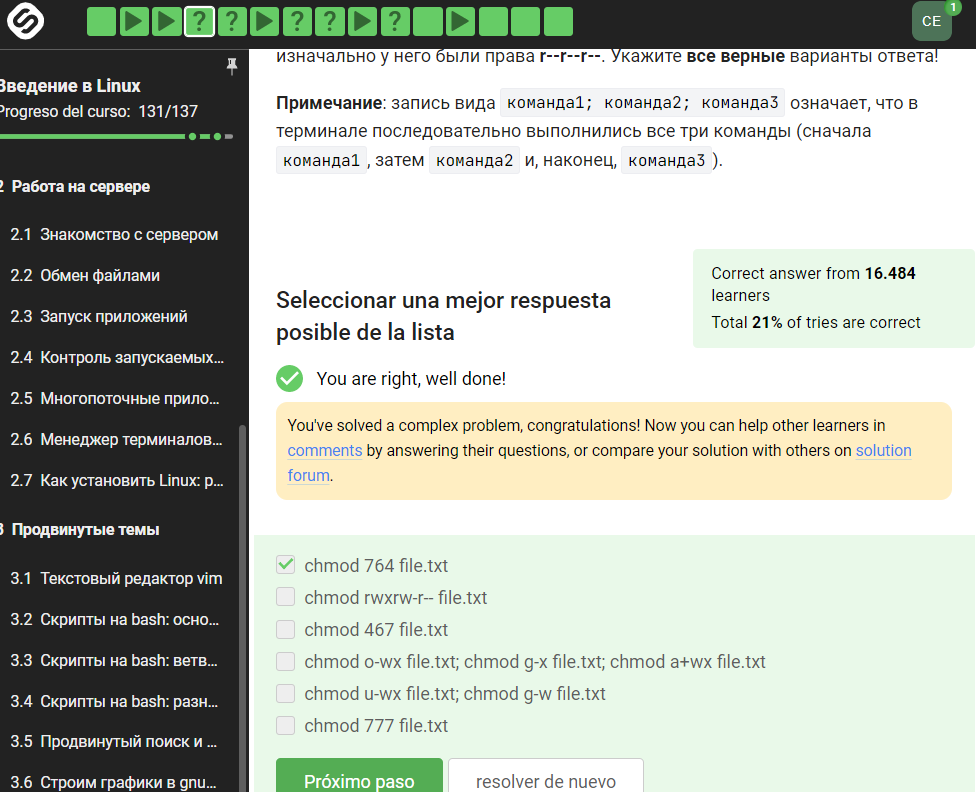 ? ? ? ? ?
CE
1
Введение в Linux
Progreso del curso: 131/137
2 Работа на сервере
2.1 Знакомство с сервером
2.2 Обмен файлами
2.3 Запуск приложений
2.4 Контроль запускаемых...
2.5 Многопоточные прило...
2.6 Менеджер терминалов...
2.7 Как установить Linux: р...
3 Продвинутые темы
3.1 Текстовый редактор vim
3.2 Скрипты на bash: осно...
3.3 Скрипты на bash: ветв...
3.4 Скрипты на bash: разн...
3.5 Продвинутый поиск и ...
3.6 Строим графики в gnu...
изначально у него были права r--r--r--. Укажите все верные варианты ответа!
Примечание: запись вида команда1; команда2; команда3 означает, что в
терминале последовательно выполнились все три команды (сначала
команда1, затем команда2 и, наконец, команда3).
Correct answer from 16.484
learners
Total 21% of tries are correct
Seleccionar una mejor respuesta
posible de la lista
You are right, well done!
You've solved a complex problem, congratulations! Now you can help other learners in
comments by answering their questions, or compare your solution with others on solution
forum.
chmod 764 file.txt
chmod rwxrw-r-- file.txt
chmod 467 file.txt
chmod o-wx file.txt; chmod g-x file.txt; chmod a+wx file.txt
chmod u-wx file.txt; chmod g-w file.txt
chmod 777 file.txt
Próximo paso
resolver de nuevo